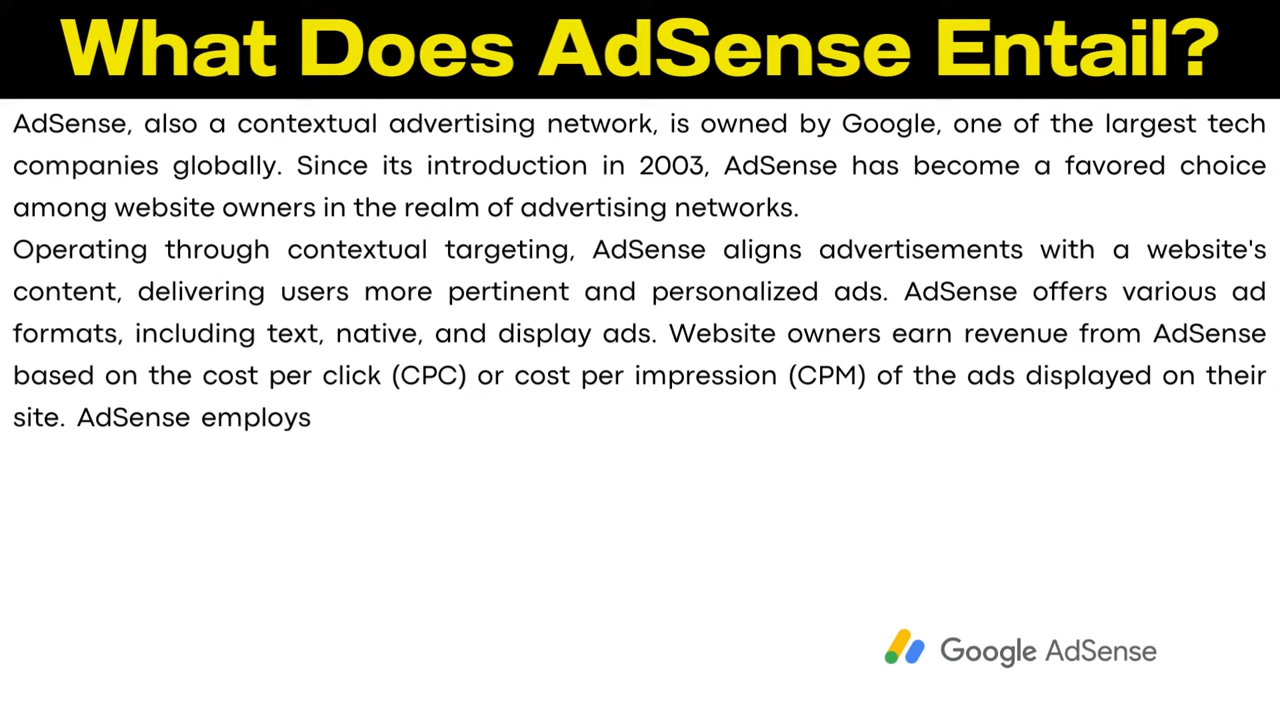 What Does AdSense Entail?
AdSense, also a contextual advertising network, is owned by Google, one of the largest tech
companies globally. Since its introduction in 2003, AdSense has become a favored choice
among website owners in the realm of advertising networks.
Operating through contextual targeting, AdSense aligns advertisements with a website's
content, delivering users more pertinent and personalized ads. AdSense offers various ad
formats, including text, native, and display ads. Website owners earn revenue from AdSense
based on the cost per click (CPC) or cost per impression (CPM) of the ads displayed on their
site. AdSense employs
Google AdSense